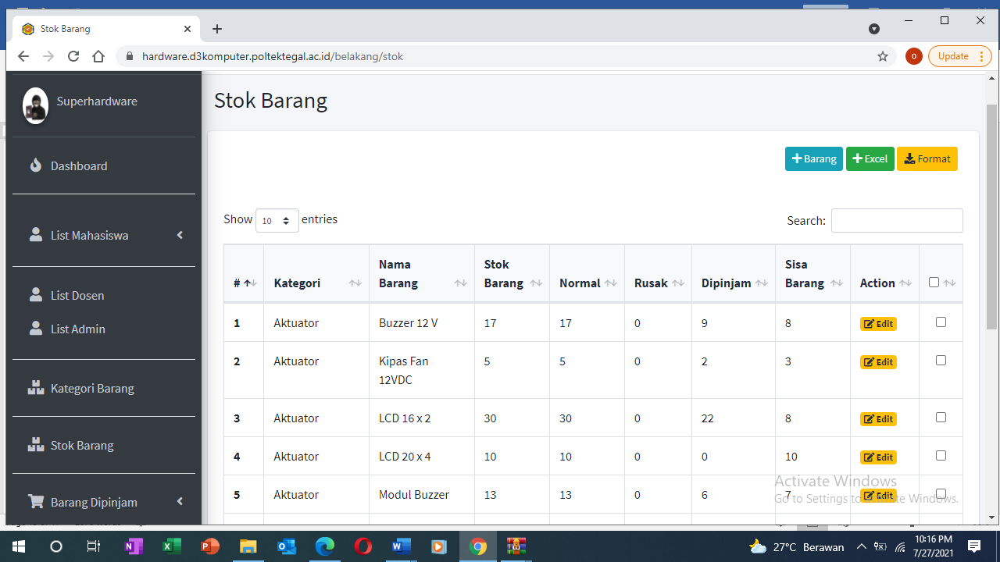 Stok Barang
hardware.d3komputer.poltektegal.ac.id/belakang/stok
O
Update
Superhardware
Dashboard
List Mahasiswa
List Dosen
List Admin
Kategori Barang
Stok Barang
Barang Dipinjam
Stok Barang
Barang Excel Format
Show 10 entries
Search:
# Kategori Nama Barang Stok Barang Normal Rusak Dipinjam Sisa Barang Action
1 Aktuator Buzzer 12 V 17 17 0 9 8 Edit
2 Aktuator Kipas Fan 12VDC 5 5 0 2 3 Edit
3 Aktuator LCD 16 x 2 30 30 0 22 8 Edit
4 Aktuator LCD 20 x 4 10 10 0 0 10 Edit
5 Aktuator Modul Buzzer 13 13 0 6 7 Edit
Activate Windows
Go to Settings to activate Windows.
27°C Berawan
10:16 PM
7/27/2021